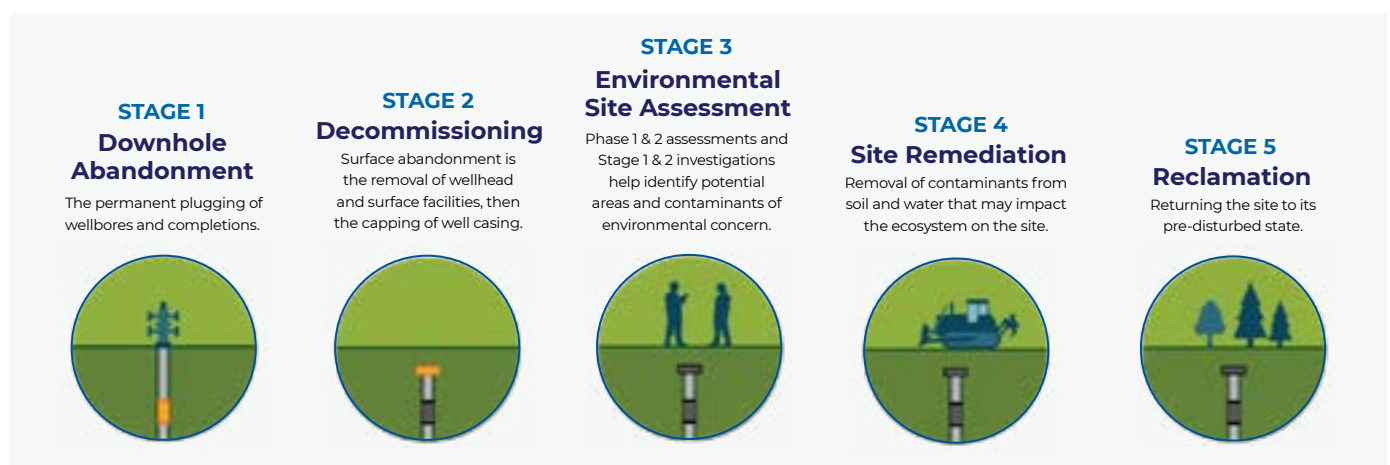 STAGE 1
Downhole
Abandonment
The permanent plugging of
wellbores and completions.
STAGE 2
Decommissioning
Surface abandonment is
the removal of wellhead
and surface facilities, then
the capping of well casing.
STAGE 3
Environmental
Site Assessment
Phase 1 & 2 assessments and
Stage 1 & 2 investigations
help identify potential
areas and contaminants of
environmental concern.
STAGE 4
Site Remediation
Removal of contaminants from
soil and water that may impact
the ecosystem on the site.
STAGE 5
Reclamation
Returning the site to its
pre-disturbed state.